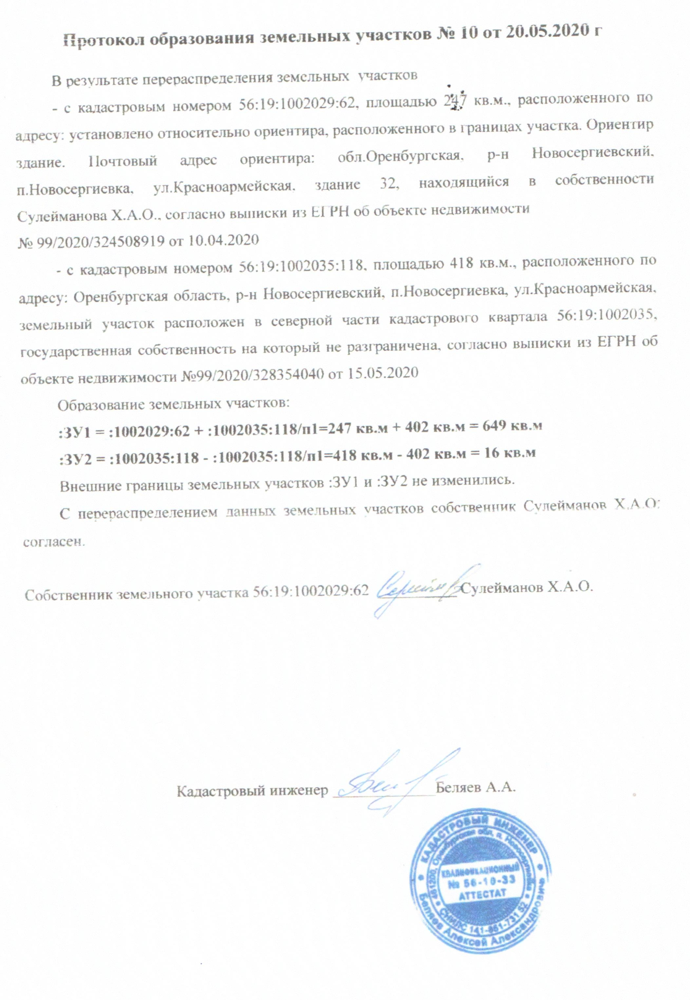 Протокол образования земельных участков № 10 от 20.05.2020 г
В результате перераспределения земельных участков
- с кадастровым номером 56:19:1002029:62, площадью 247 кв.м., расположенного по
адресу: установлено относительно ориентира, расположенного в границах участка. Ориентир
здание. Почтовый адрес ориентира: обл.Оренбургская, р-н Новосергиевский,
п.Новосергиевка, ул.Красноармейская, здание 32, находящийся в собственности
Сулейманова Х.А.О., согласно выписки из ЕГРН об объекте недвижимости
№ 99/2020/324508919 от 10.04.2020
- с кадастровым номером 56:19:1002035:118, площадью 418 кв.м., расположенного по
адресу: Оренбургская область, р-н Новосергиевский, п.Новосергиевка, ул.Красноармейская,
земельный участок расположен в северной части кадастрового квартала 56:19:1002035,
государственная собственность на который не разграничена, согласно выписки из ЕГРН об
объекте недвижимости №99/2020/328354040 от 15.05.2020
Образование земельных участков:
:ЗУ1 = :1002029:62 + :1002035:118/п1=247 кв.м + 402 кв.м = 649 кв.м
:ЗУ2 = :1002035:118 - :1002035:118/п1=418 кв.м - 402 кв.м = 16 кв.м
Внешние границы земельных участков :ЗУ1 и :ЗУ2 не изменились.
С перераспределением данных земельных участков собственник Сулейманов Х.А.О.
согласен.
Собственник земельного участка 56:19:1002029:62 Сулейманов Х.А.О.
Кадастровый инженер Беляев А.А.
КАДАСТРОВЫЙ ИНЖЕНЕР
461200, Оренбургская обл, п. Новосергиевка
КВАЛИФИКАЦИОННЫЙ
№ 56-10-33
АТТЕСТАТ
СНИЛС
Беляев Алексей Александрович